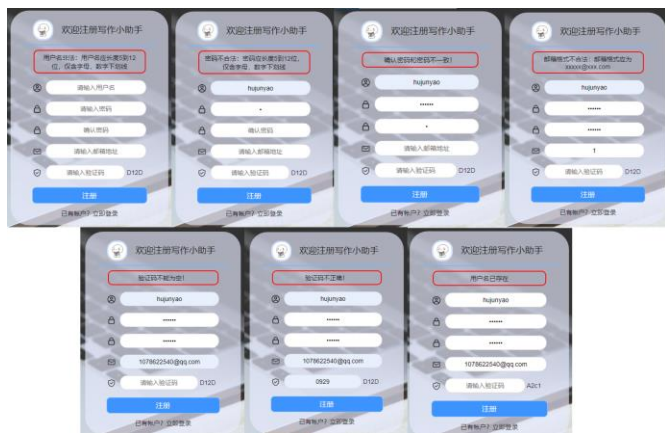 欢迎注册写作小助手
用户名合法：用户名应长度5到12
位，仅含字母、数字下划线
请输入用户名
请输入密码
确认密码
请输入邮箱地址
请输入验证码 D12D
注册
已有帐户？立即登录
欢迎注册写作小助手
密码不合法：密码应长度5到12位，
仅含字母、数字下划线
hujunyao
•
确认密码
请输入邮箱地址
请输入验证码 D12D
注册
已有帐户？立即登录
欢迎注册写作小助手
确认密码和密码不一致！
hujunyao
••••••
•
请输入邮箱地址
请输入验证码 D12D
注册
已有帐户？立即登录
欢迎注册写作小助手
邮箱格式不合法：邮箱格式应为
xxxxx@xxx.com
hujunyao
••••••
••••••
1
请输入验证码 D12D
注册
已有帐户？立即登录
欢迎注册写作小助手
验证码不能为空！
hujunyao
••••••
••••••
1078622540@qq.com
请输入验证码 D12D
注册
已有帐户？立即登录
欢迎注册写作小助手
验证码不正确！
hujunyao
••••••
••••••
1078622540@qq.com
0929 D12D
注册
已有帐户？立即登录
欢迎注册写作小助手
用户名已存在
hujunyao
••••••
••••••
1078622540@qq.com
请输入验证码 A2c1
注册
已有帐户？立即登录